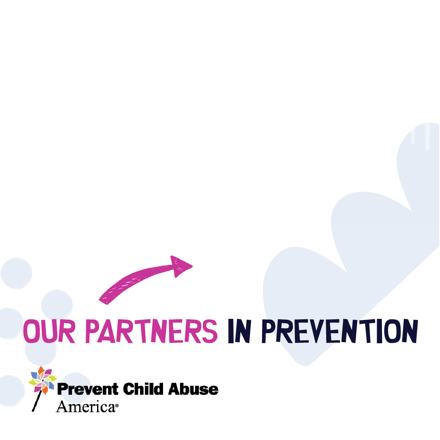 OUR PARTNERS IN PREVENTION
Prevent Child Abuse
America®